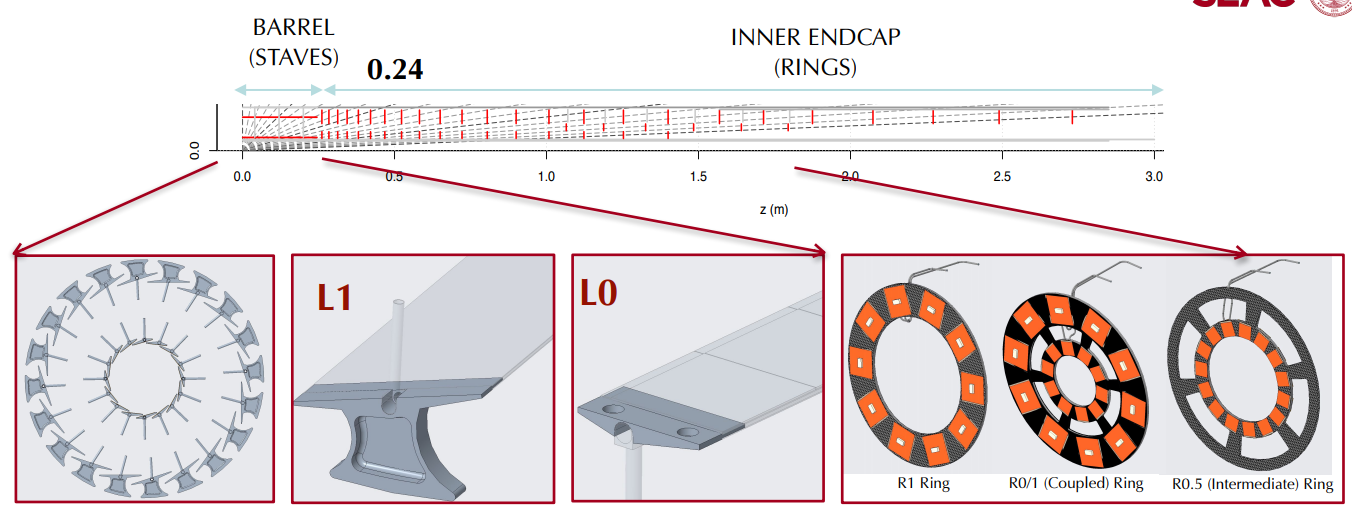 SLAC
BARREL
(STAVES)
0.24
INNER ENDCAP
(RINGS)
0.0
0.0
0.5
1.0
1.5
2.0
2.5
3.0
z (m)
L1
L0
R1 Ring
R0/1 (Coupled) Ring
R0.5 (Intermediate) Ring